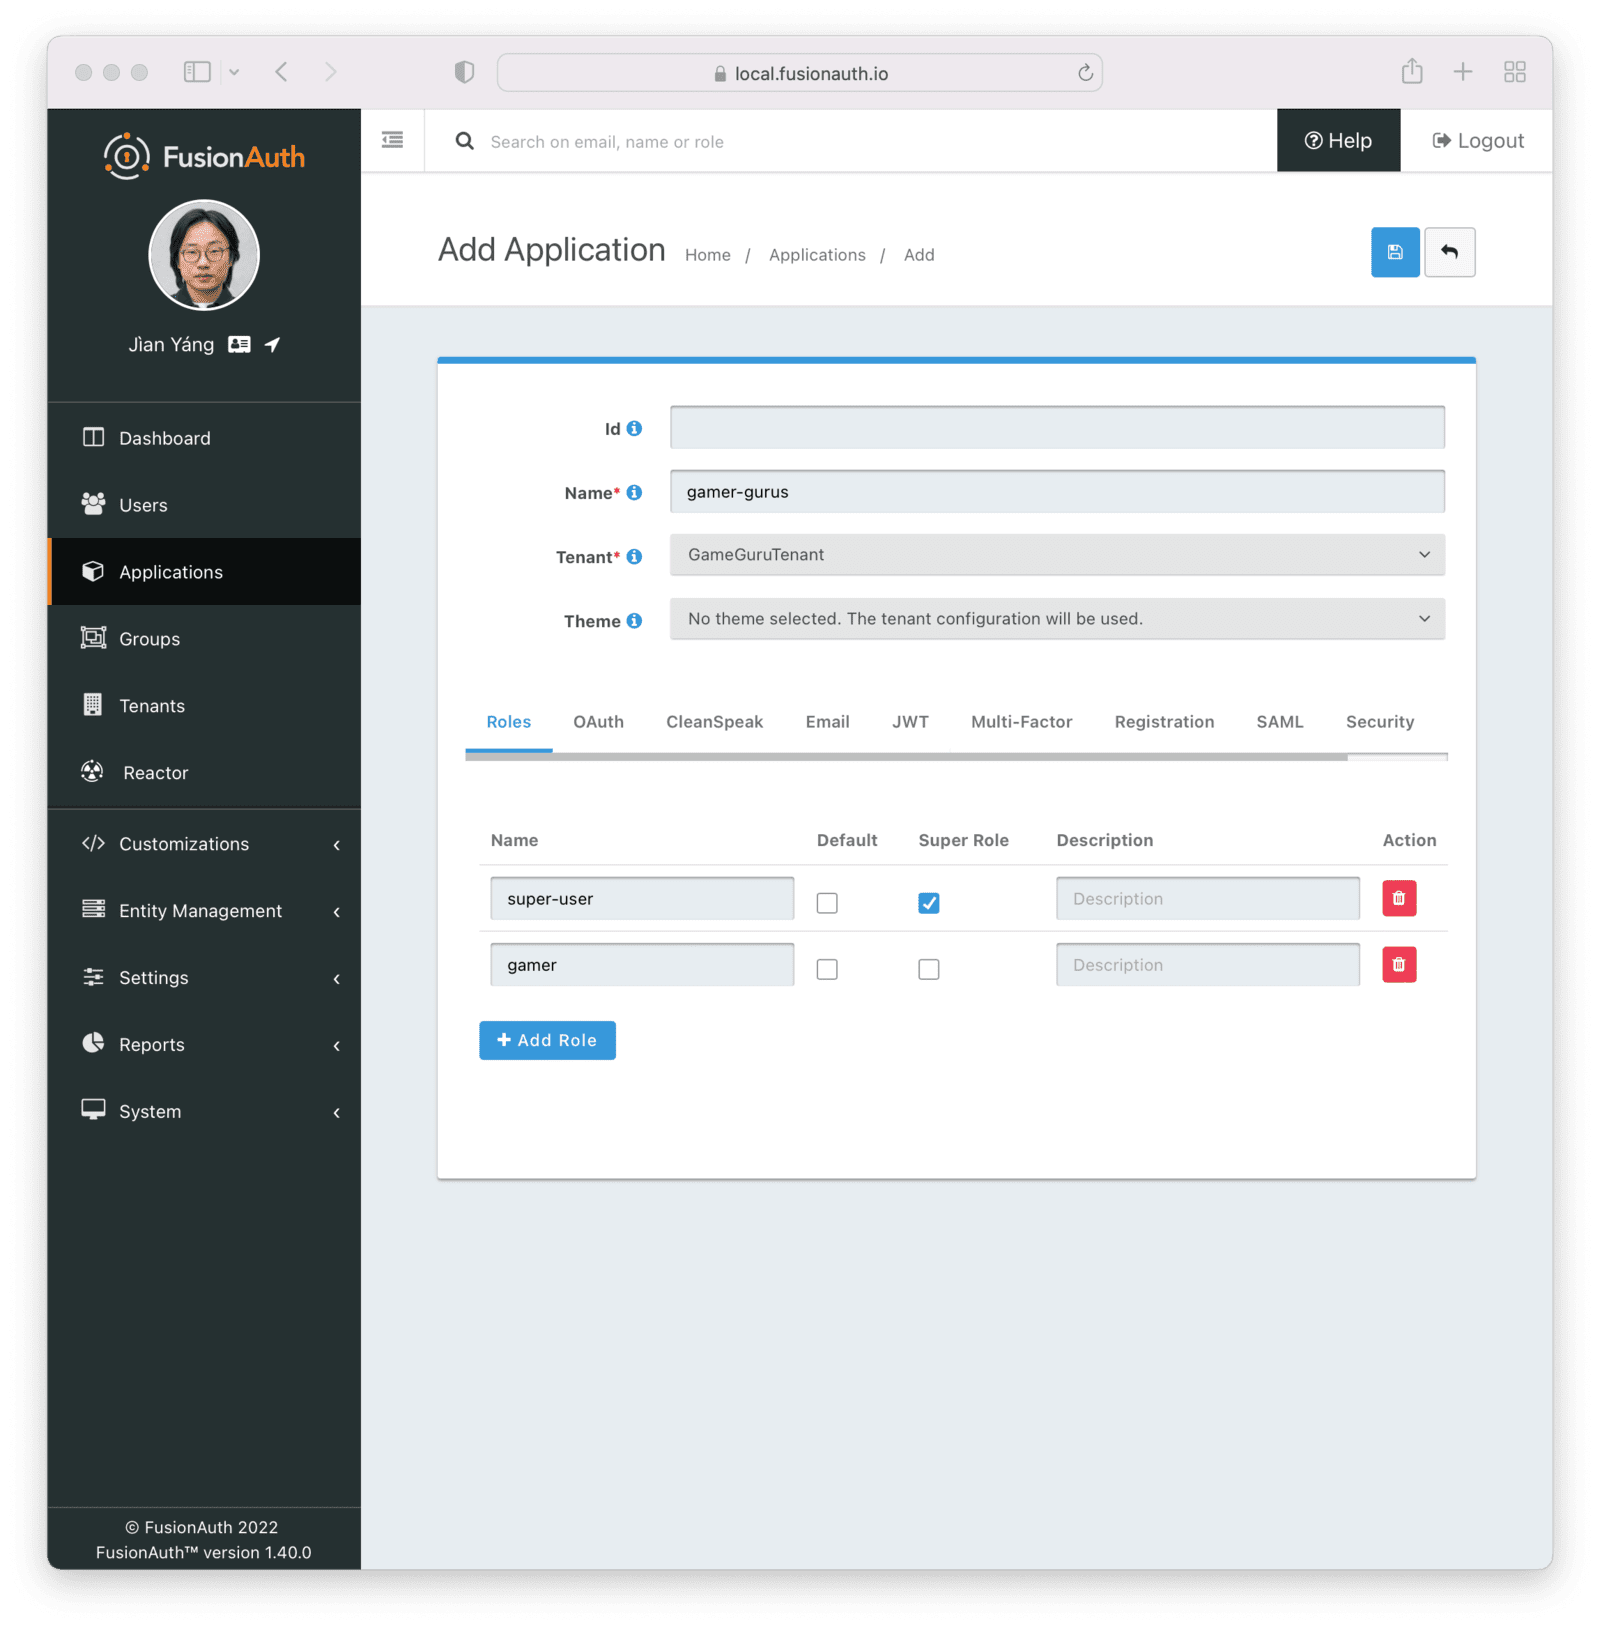 local.fusionauth.io
FusionAuth
Search on email, name or role
Help
Logout
Jìan Yáng
Add Application
Home / Applications / Add
Dashboard
Users
Applications
Groups
Tenants
Reactor
Customizations
Entity Management
Settings
Reports
System
Id
Name* gamer-gurus
Tenant* GameGuruTenant
Theme No theme selected. The tenant configuration will be used.
Roles OAuth CleanSpeak Email JWT Multi-Factor Registration SAML Security
Name Default Super Role Description Action
super-user Description
gamer Description
+ Add Role
© FusionAuth 2022
FusionAuth™ version 1.40.0